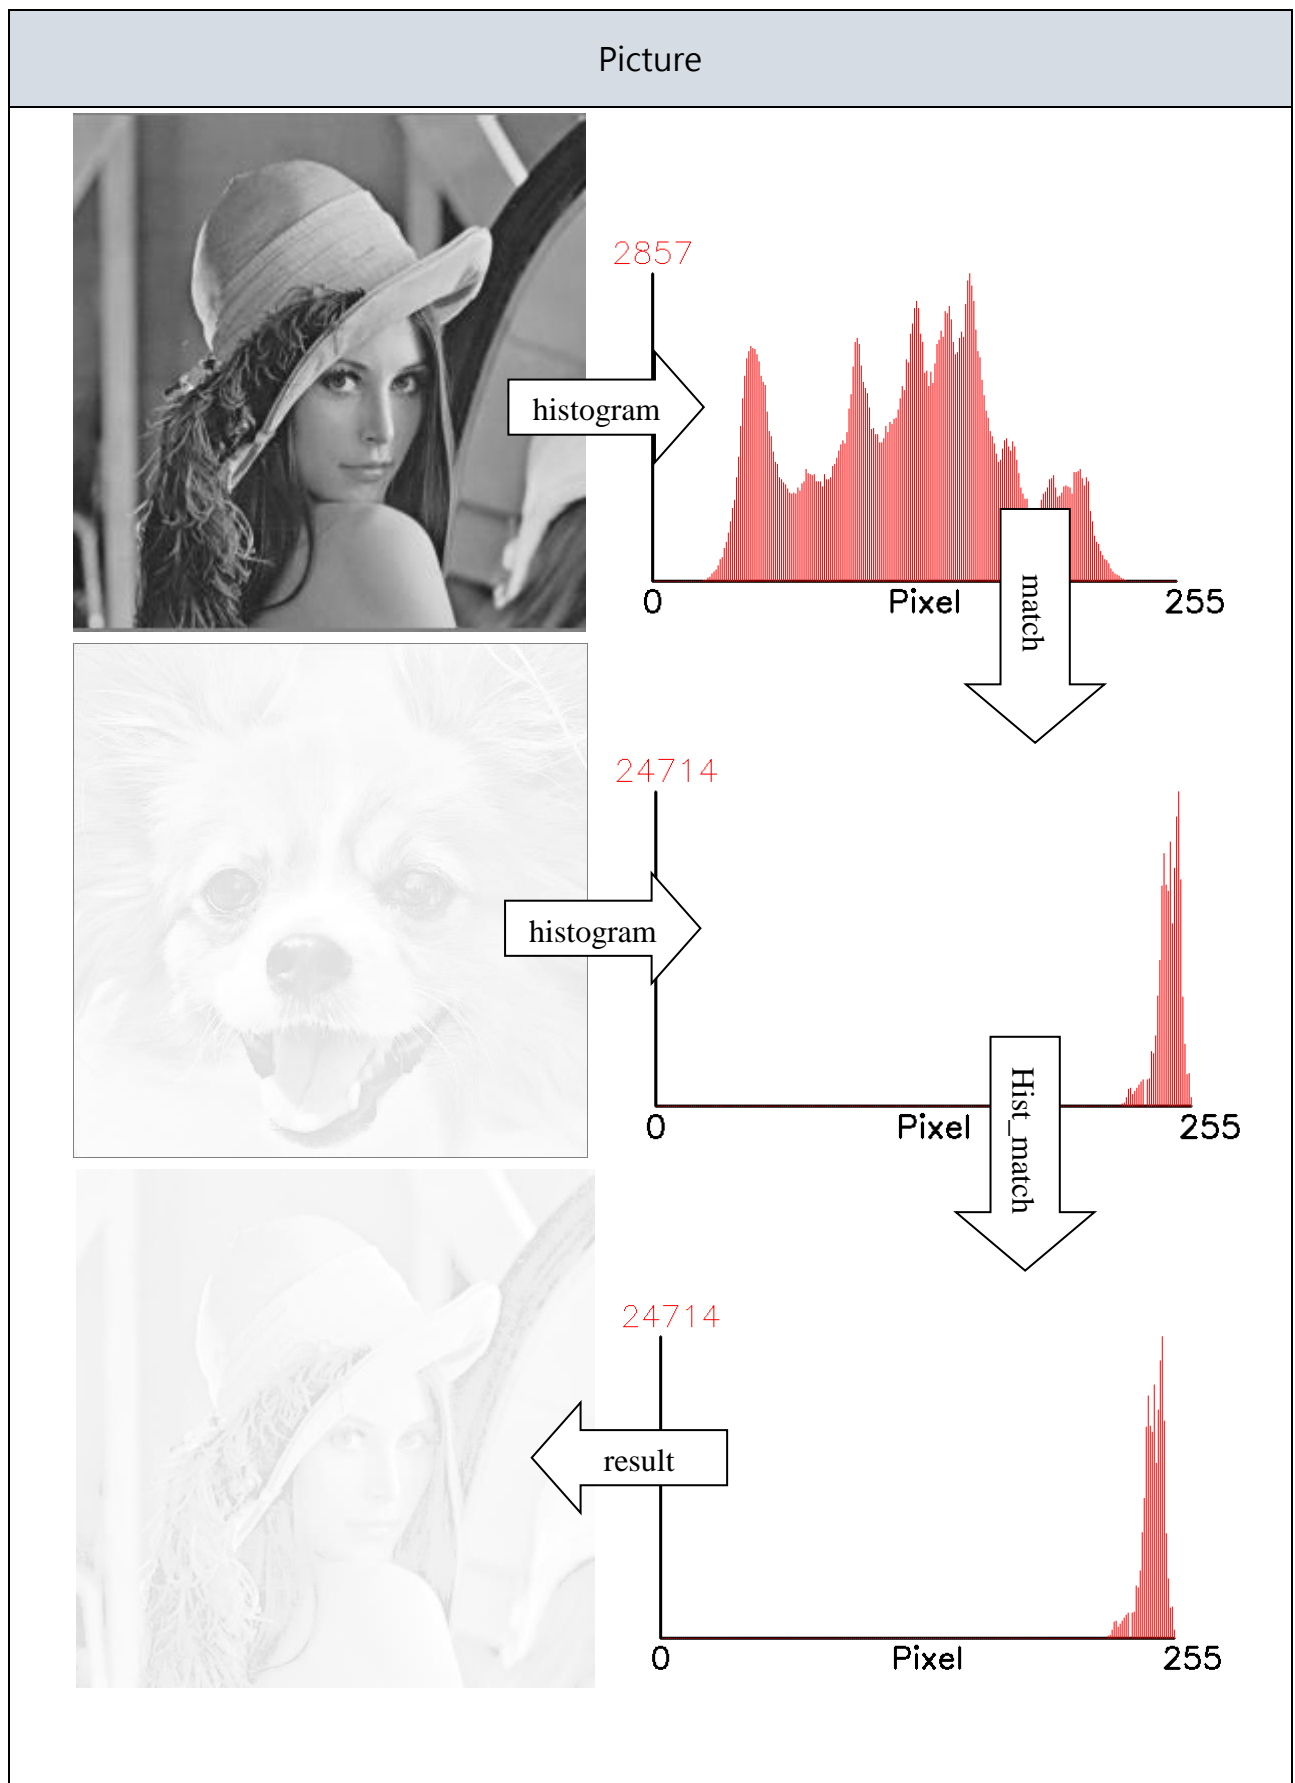 Picture
2857
histogram
0 Pixel 255
match
24714
histogram
0 Pixel 255
Hist_match
24714
result
0 Pixel 255